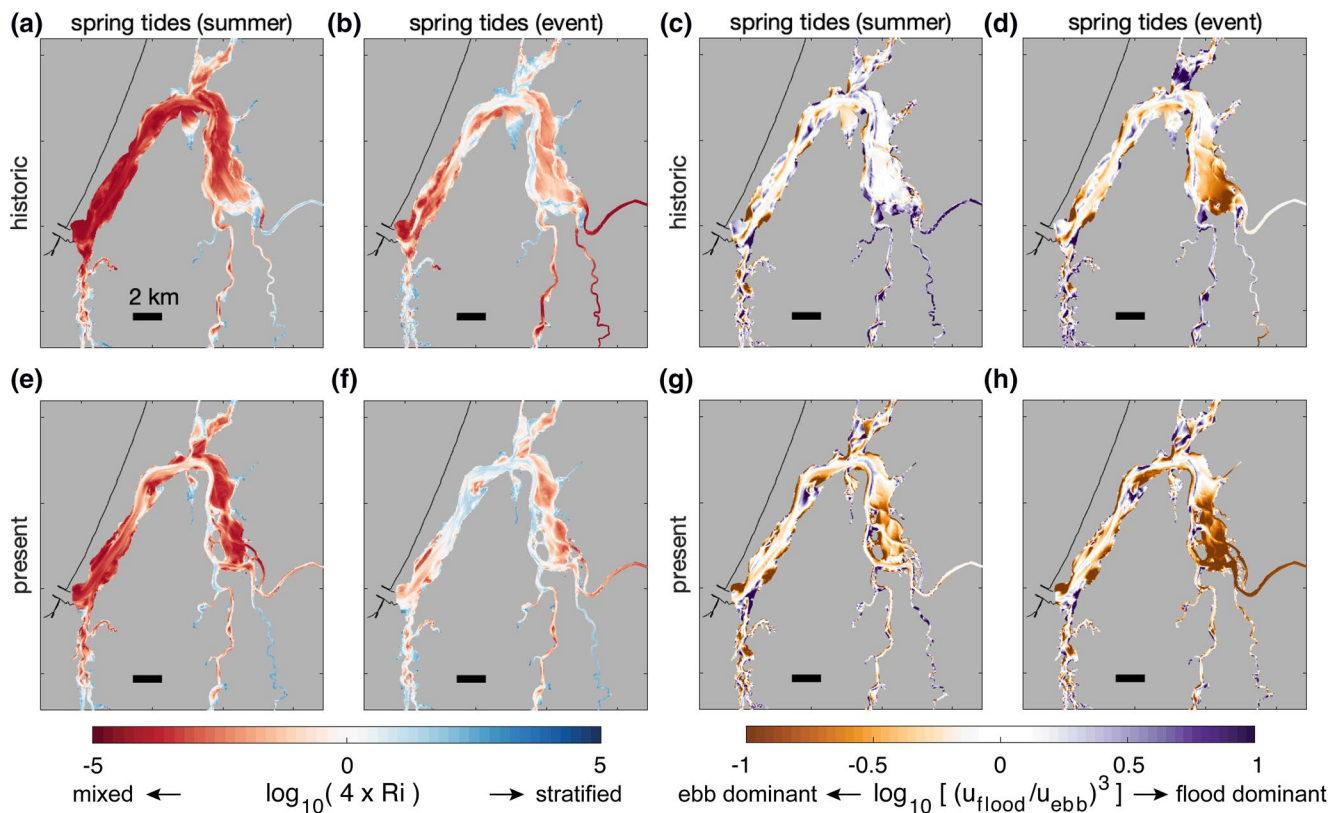 (a) spring tides (summer) (b) spring tides (event) (c) spring tides (summer) (d) spring tides (event)
historic
2 km
historic
(e) (f) (g) (h)
present
present
-5 0 5 -1 -0.5 0 0.5 1
mixed ← log10( 4 x Ri ) → stratified ebb dominant ← log10 [ (uflood/uebb)3 ] → flood dominant